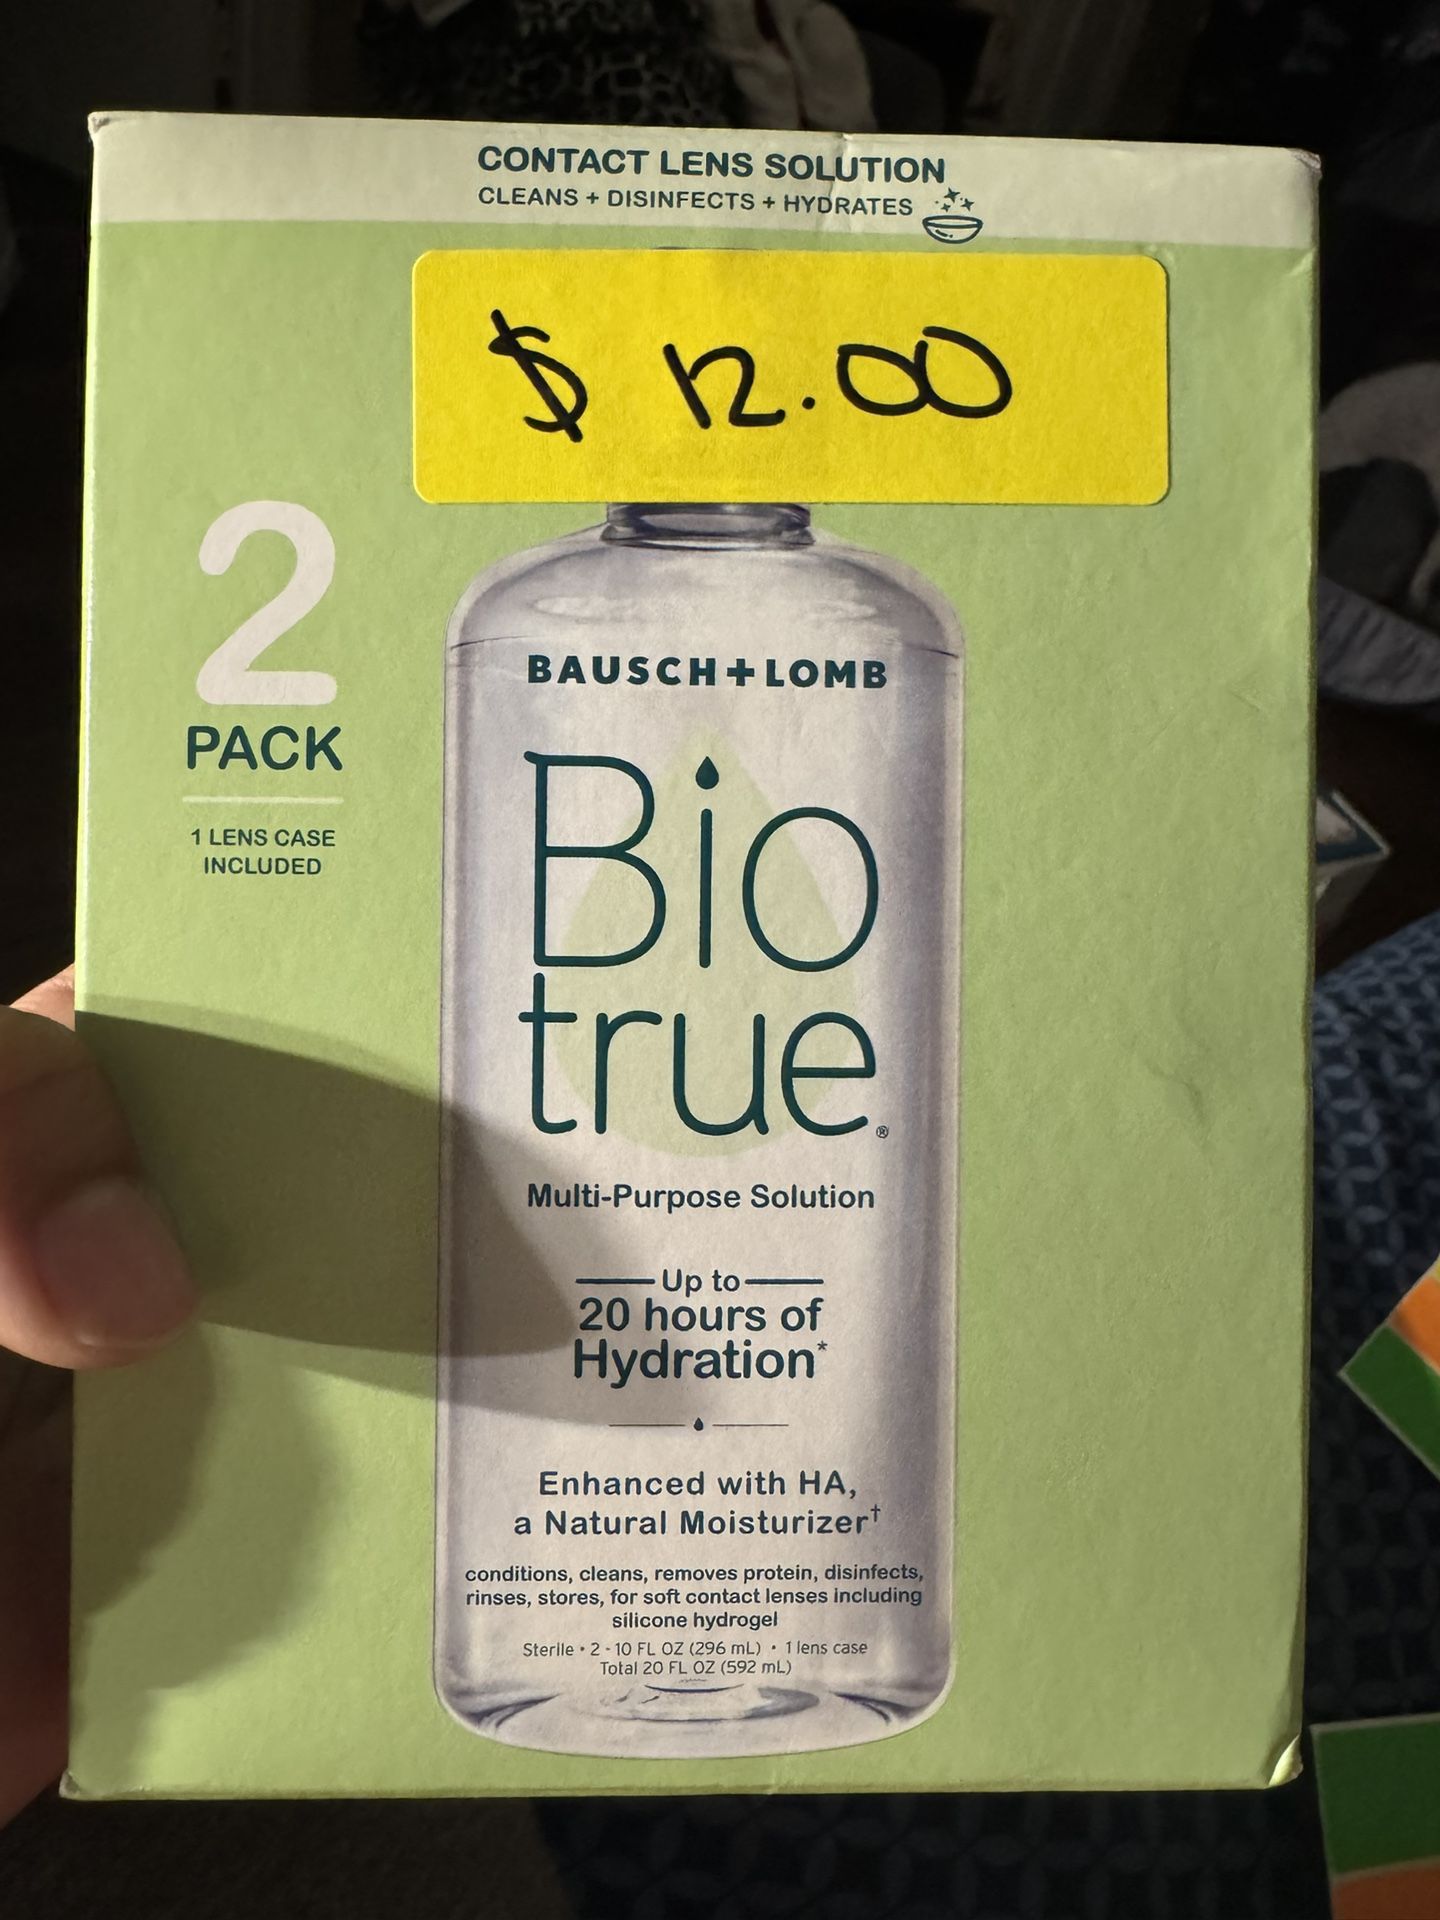 CONTACT LENS SOLUTION
CLEANS + DISINFECTS + HYDRATES
$ 12.00
2
PACK
1 LENS CASE
INCLUDED
BAUSCH + LOMB
Bio
true®
Multi-Purpose Solution
Up to
20 hours of
Hydration*
Enhanced with HA,
a Natural Moisturizer†
conditions, cleans, removes protein, disinfects,
rinses, stores, for soft contact lenses including
silicone hydrogel
Sterile • 2 - 10 FL OZ (296 mL) • 1 lens case
Total 20 FL OZ (592 mL)